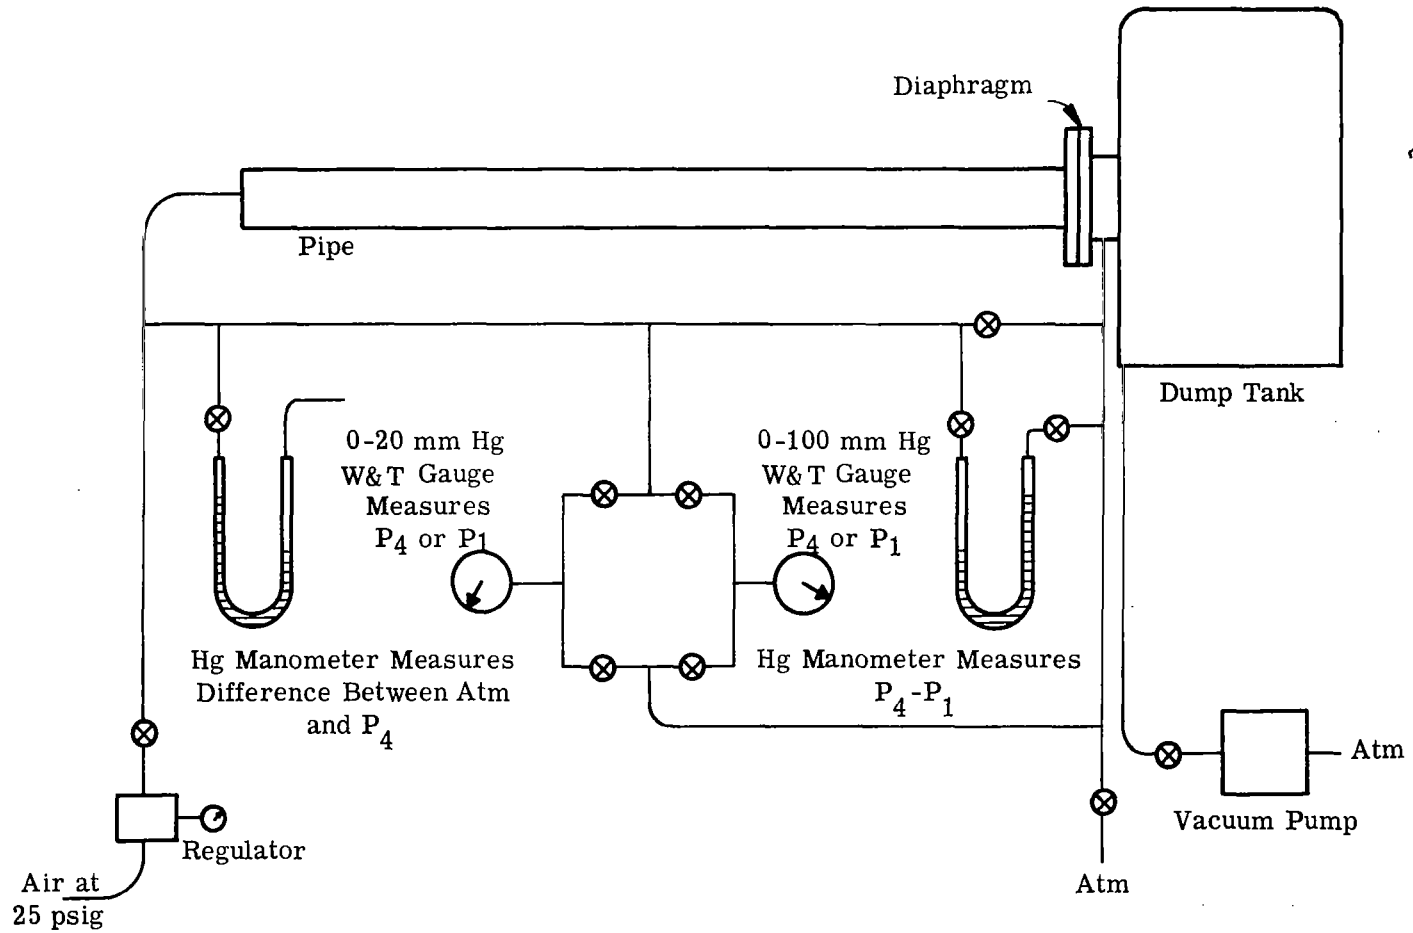 Diaphragm
Pipe
Dump Tank
0-20 mm Hg
W&T Gauge
Measures
P4 or P1
0-100 mm Hg
W&T Gauge
Measures
P4 or P1
Hg Manometer Measures
Difference Between Atm
and P4
Hg Manometer Measures
P4-P1
Atm
Vacuum Pump
Regulator
Air at
25 psig
Atm